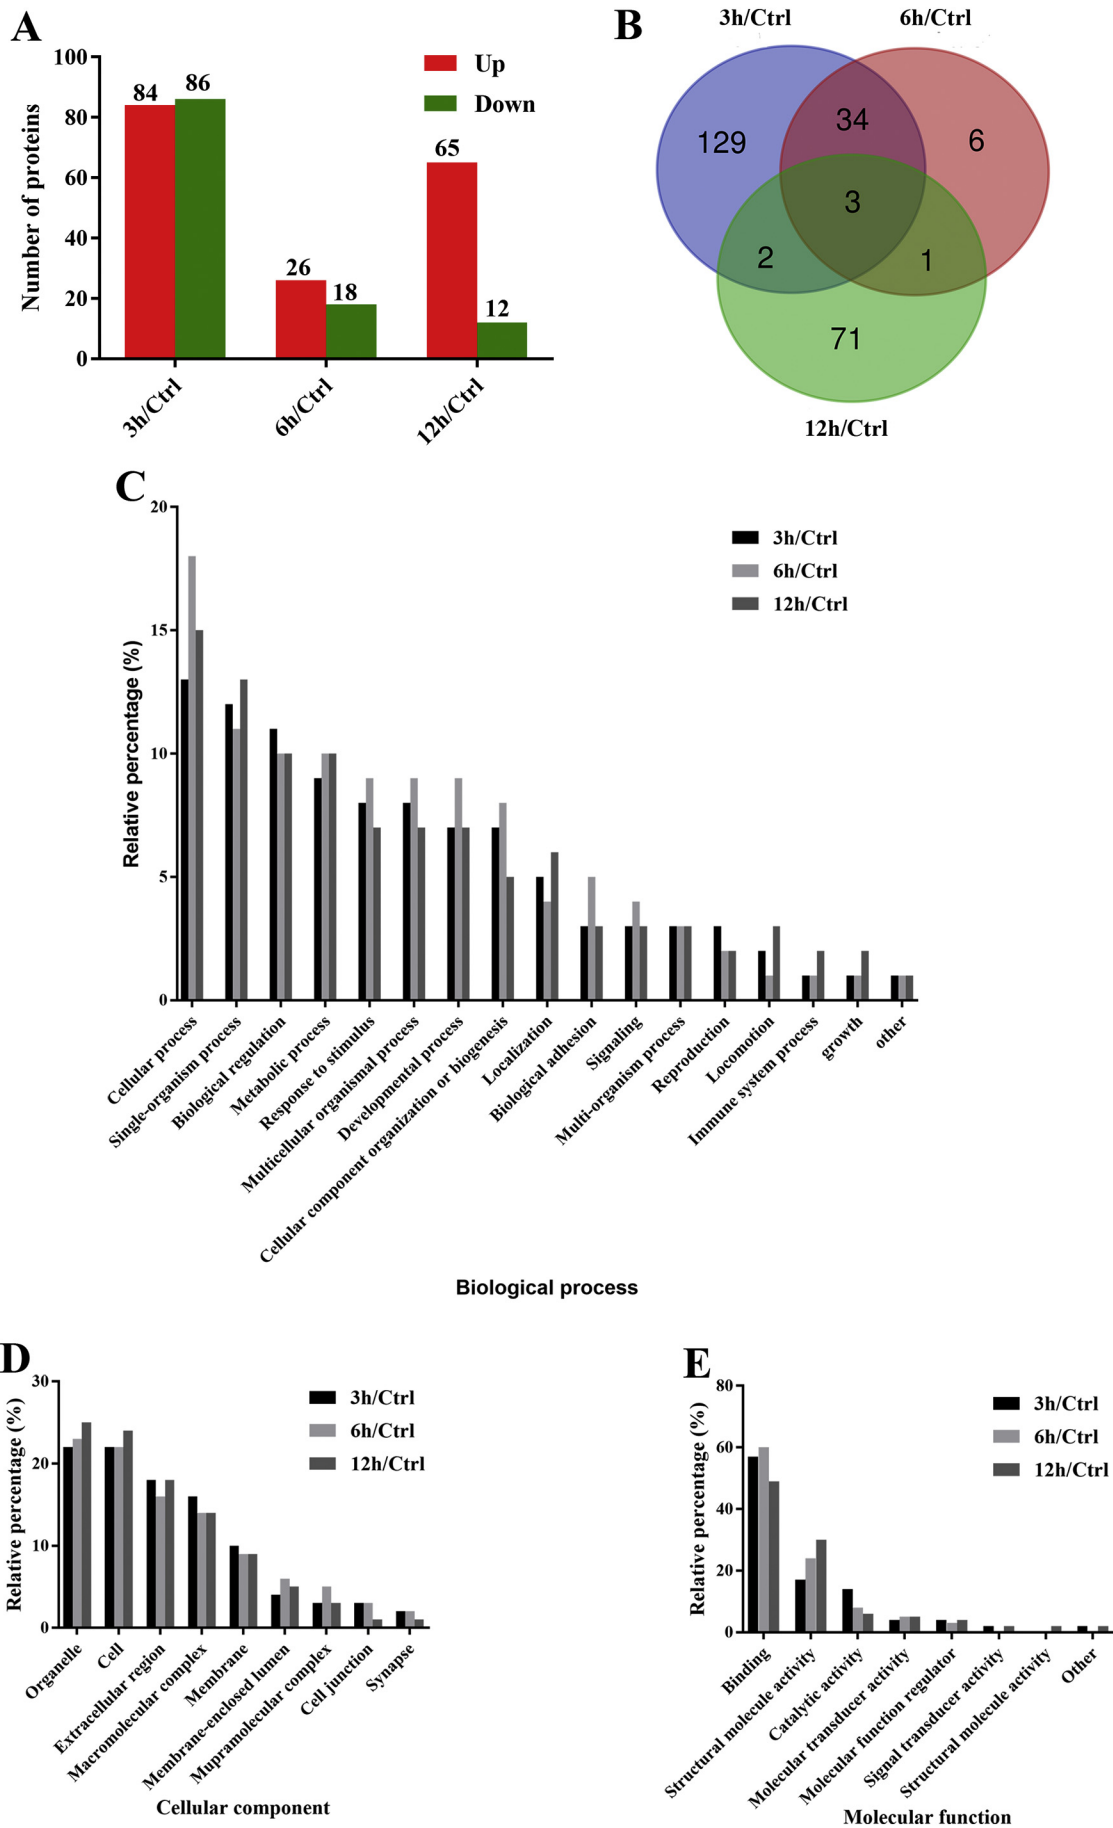 A
100
80
60
40
20
0
Number of proteins
84
86
26
18
65
12
Up
Down
3h/Ctrl
6h/Ctrl
12h/Ctrl
B
3h/Ctrl
6h/Ctrl
129
34
6
3
2
1
71
12h/Ctrl
C
20
15
10
5
0
Relative percentage (%)
3h/Ctrl
6h/Ctrl
12h/Ctrl
Cellular process
Single-organism process
Biological regulation
Metabolic process
Response to stimulus
Multicellular organismal process
Developmental process
Cellular component organization or biogenesis
Localization
Biological adhesion
Signaling
Multi-organism process
Reproduction
Locomotion
Immune system process
growth
other
Biological process
D
30
20
10
0
Relative percentage (%)
3h/Ctrl
6h/Ctrl
12h/Ctrl
Organelle
Cell
Extracellular region
Macromolecular complex
Membrane
Membrane-enclosed lumen
Mupramolecular complex
Cell junction
Synapse
Cellular component
E
80
60
40
20
0
Relative percentage (%)
3h/Ctrl
6h/Ctrl
12h/Ctrl
Binding
Structural molecule activity
Catalytic activity
Molecular transducer activity
Molecular function regulator
Signal transducer activity
Structural molecule activity
Other
Molecular function